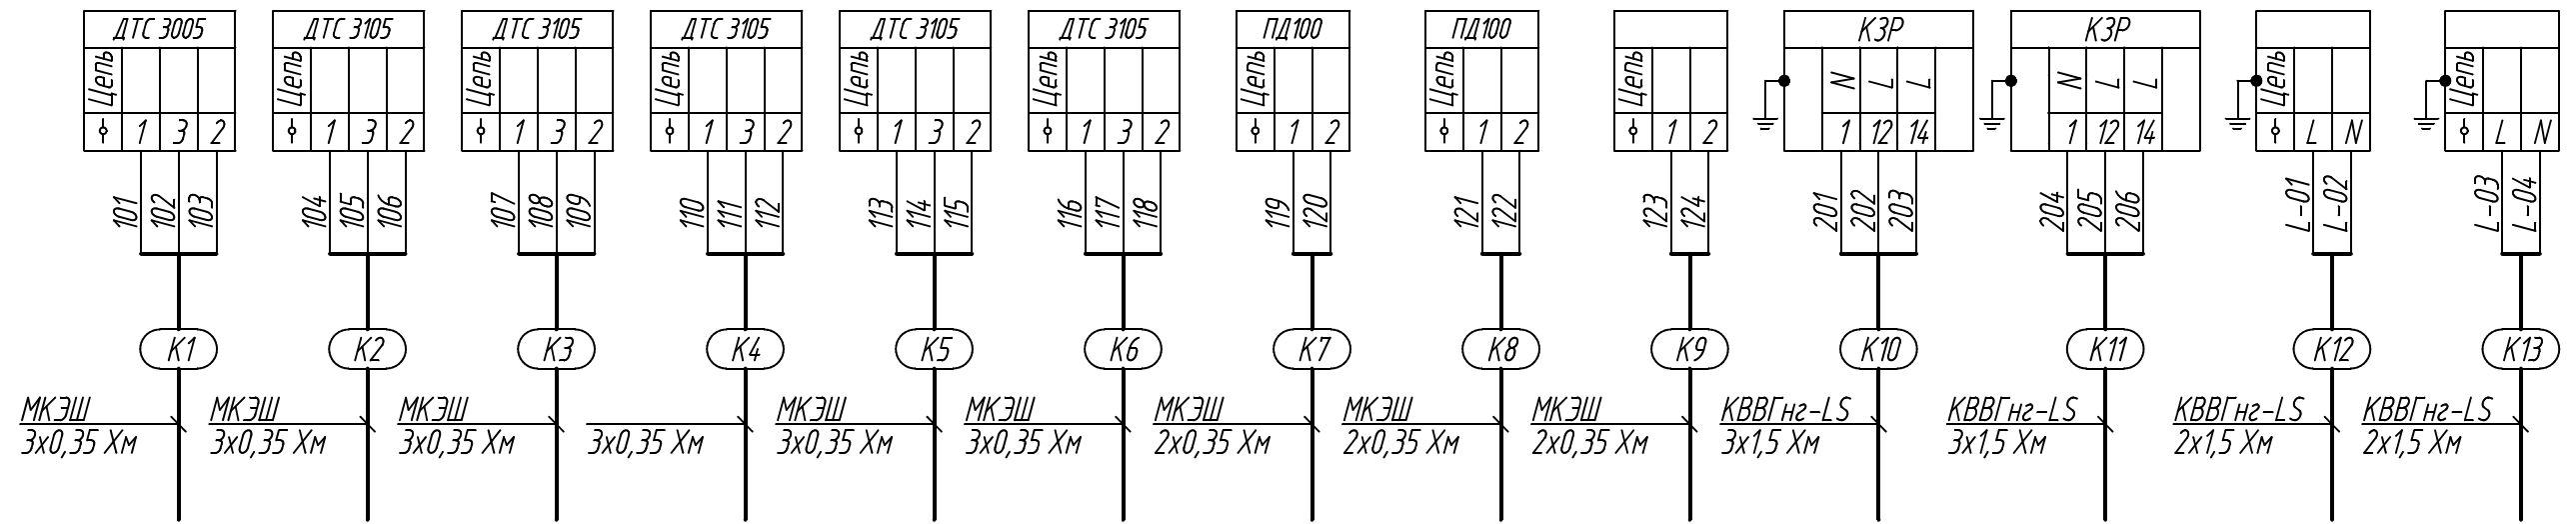 ДТС 3005 ДТС 3105 ДТС 3105 ДТС 3105 ДТС 3105 ДТС 3105 ПД100 ПД100 КЗР КЗР
Цепь Цепь Цепь Цепь Цепь Цепь Цепь Цепь Цепь N L L N L L Цепь Цепь
1 3 2 1 3 2 1 3 2 1 3 2 1 3 2 1 3 2 1 2 1 2 1 2 1 12 14 1 12 14 L N L N
101 102 103 104 105 106 107 108 109 110 111 112 113 114 115 116 117 118 119 120 121 122 123 124 201 202 203 204 205 206 L-01 L-02 L-03 L-04
К1 К2 К3 К4 К5 К6 К7 К8 К9 К10 К11 К12 К13
МКЭШ МКЭШ МКЭШ МКЭШ МКЭШ МКЭШ МКЭШ МКЭШ КВВГнг-LS КВВГнг-LS КВВГнг-LS КВВГнг-LS
3х0,35 Хм 3х0,35 Хм 3х0,35 Хм 3х0,35 Хм 3х0,35 Хм 3х0,35 Хм 2х0,35 Хм 2х0,35 Хм 2х0,35 Хм 3х1,5 Хм 3х1,5 Хм 2х1,5 Хм 2х1,5 Хм